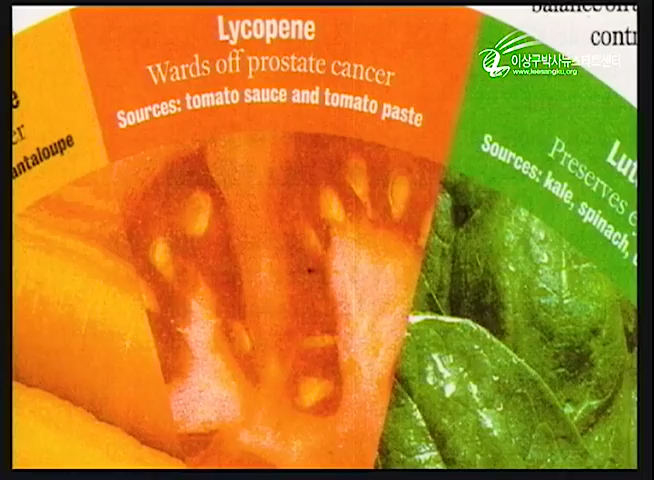 Lycopene
Wards off prostate cancer
Sources: tomato sauce and tomato paste
antaloupe
Preserves
Sources: kale, spinach,
contr
이상구박사뉴스타트센터
www.leesangku.org